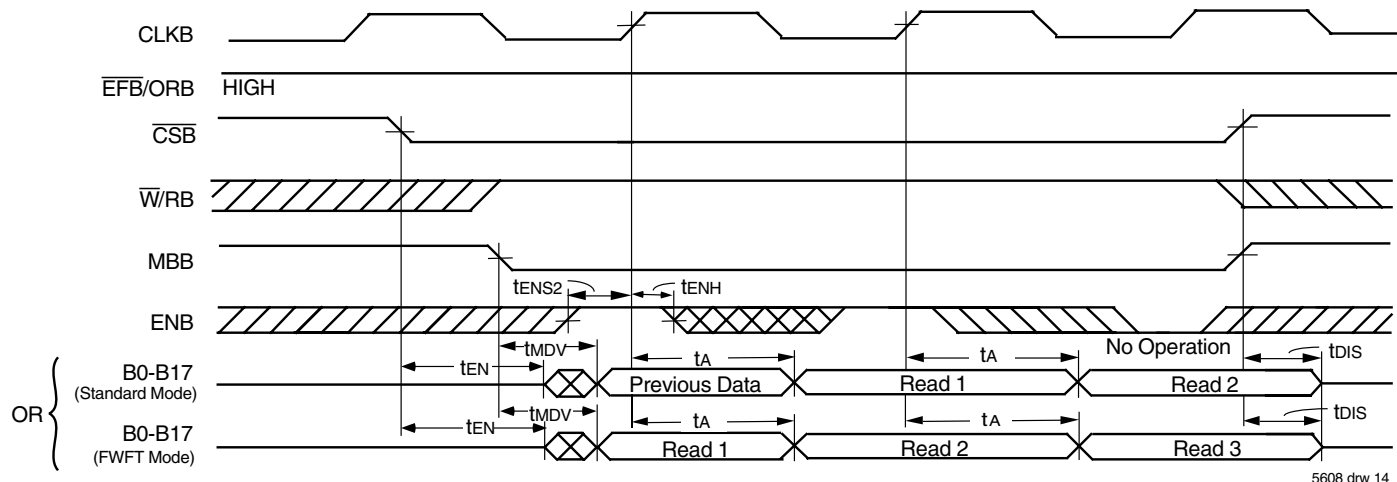 CLKB
EFB/ORB HIGH
CSB
W/RB
MBB
tENS2 tENH
ENB
No Operation
tMDV tA tA tDIS
tEN
OR
B0-B17
(Standard Mode)
Previous Data Read 1 Read 2
tMDV tA tA tDIS
tEN
B0-B17
(FWFT Mode)
Read 1 Read 2 Read 3
5608 drw 14